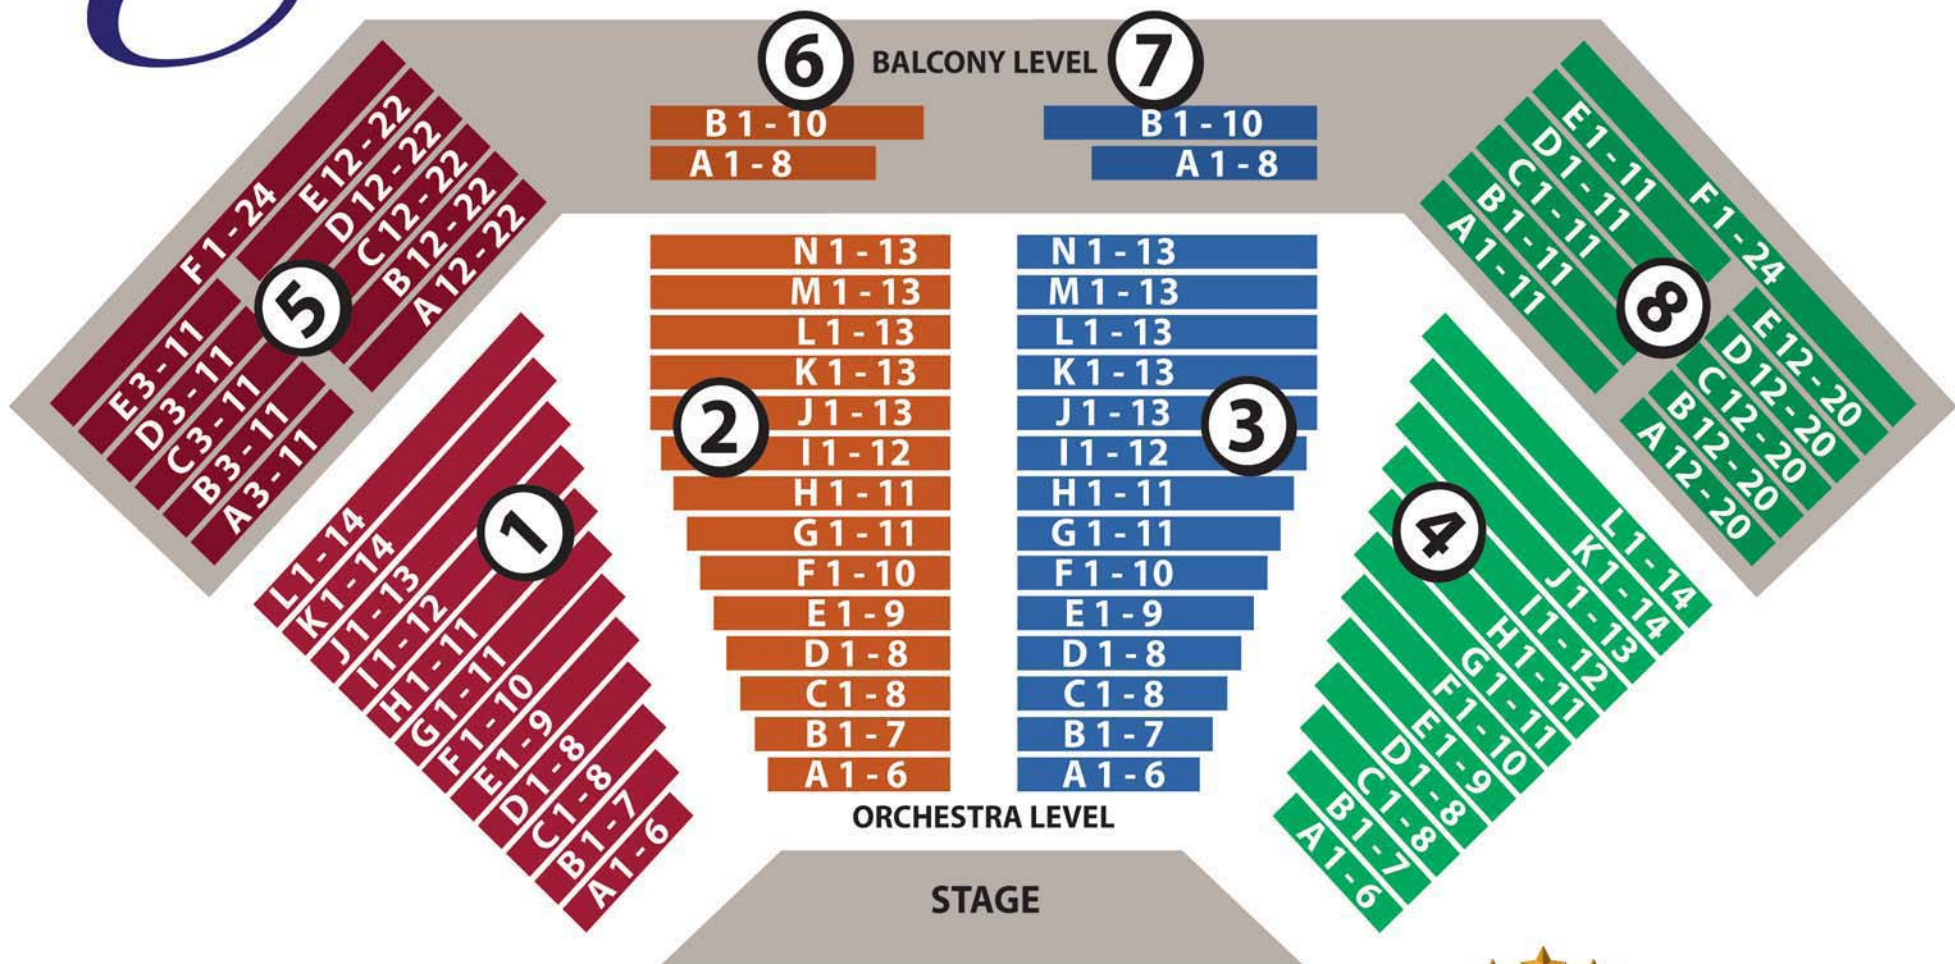 6
BALCONY LEVEL
7
B 1 - 10
A 1 - 8
B 1 - 10
A 1 - 8
F 1 - 24
E 12 - 22
D 12 - 22
C 12 - 22
B 12 - 22
A 12 - 22
5
E 3 - 11
D 3 - 11
C 3 - 11
B 3 - 11
A 3 - 11
F 1 - 24
E 1 - 11
D 1 - 11
C 1 - 11
B 1 - 11
A 1 - 11
8
E 12 - 20
D 12 - 20
C 12 - 20
B 12 - 20
A 12 - 20
1
L 1 - 14
K 1 - 14
J 1 - 13
I 1 - 12
H 1 - 11
G 1 - 11
F 1 - 10
E 1 - 9
D 1 - 8
C 1 - 8
B 1 - 7
A 1 - 6
2
N 1 - 13
M 1 - 13
L 1 - 13
K 1 - 13
J 1 - 13
I 1 - 12
H 1 - 11
G 1 - 11
F 1 - 10
E 1 - 9
D 1 - 8
C 1 - 8
B 1 - 7
A 1 - 6
3
N 1 - 13
M 1 - 13
L 1 - 13
K 1 - 13
J 1 - 13
I 1 - 12
H 1 - 11
G 1 - 11
F 1 - 10
E 1 - 9
D 1 - 8
C 1 - 8
B 1 - 7
A 1 - 6
4
L 1 - 14
K 1 - 14
J 1 - 13
I 1 - 12
H 1 - 11
G 1 - 11
F 1 - 10
E 1 - 9
D 1 - 8
C 1 - 8
B 1 - 7
A 1 - 6
ORCHESTRA LEVEL
STAGE